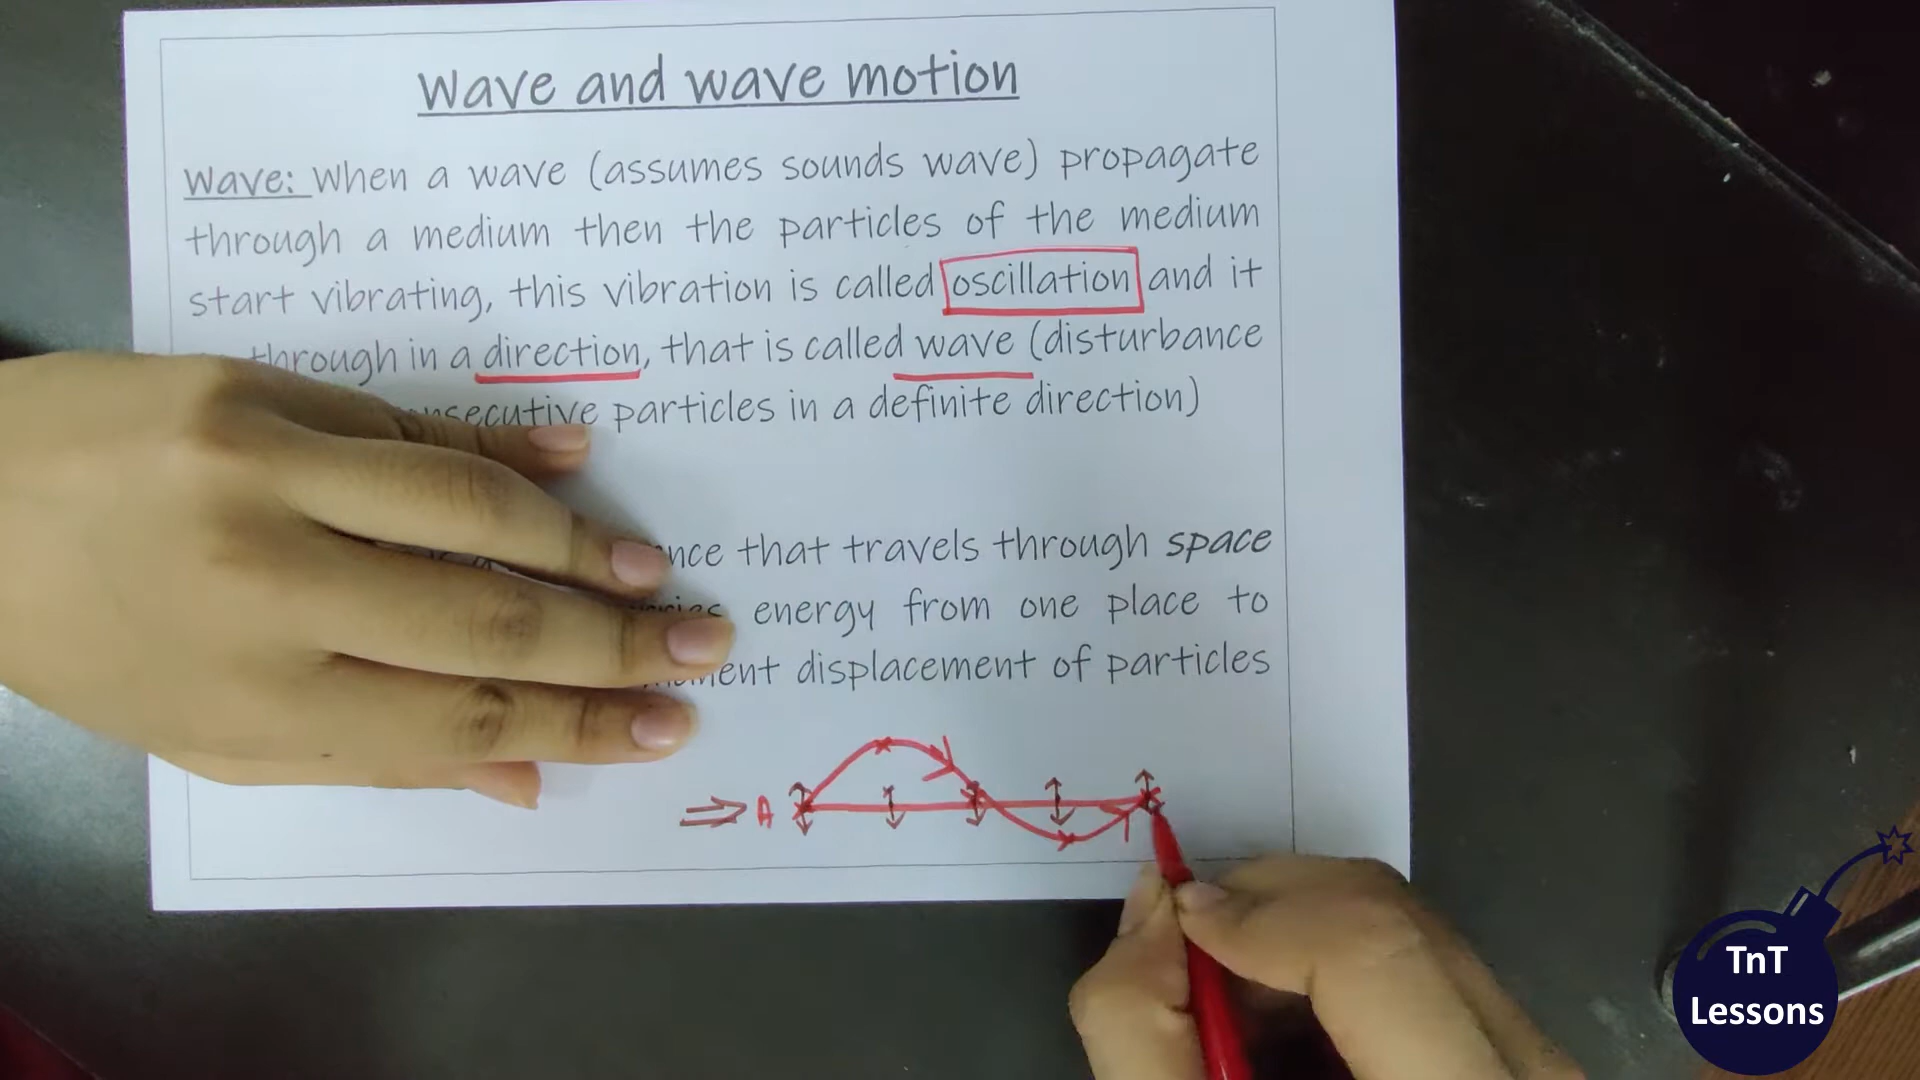 Wave and wave motion
Wave: When a wave (assumes sounds wave) propagate
through a medium then the particles of the medium
start vibrating, this vibration is called oscillation and it
through in a direction, that is called wave (disturbance
particles in a definite direction)
that travels through space
energy from one place to
displacement of particles
A
TnT
Lessons